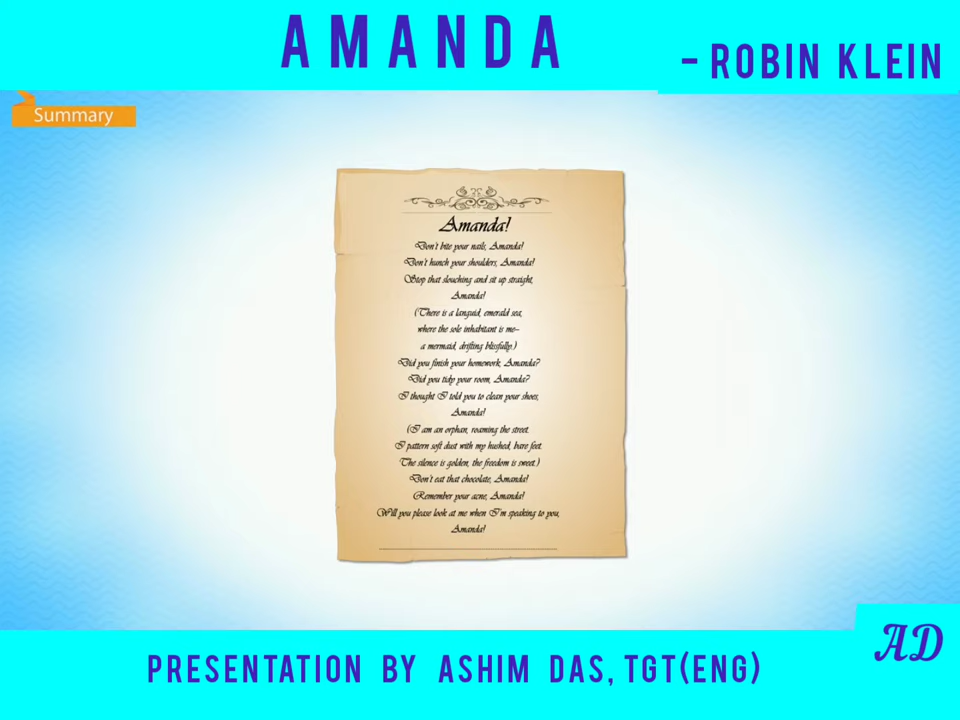 AMANDA
- ROBIN KLEIN
Summary
Amanda!
Don't bite your nails, Amanda!
Don't hunch your shoulders, Amanda!
Stop that slouching and sit up straight,
Amanda!
(There is a languid, emerald sea,
where the sole inhabitant is me–
a mermaid, drifting blissfully.)
Did you finish your homework, Amanda?
Did you tidy your room, Amanda?
I thought I told you to clean your shoes,
Amanda!
(I am an orphan, roaming the street.
I pattern soft dust with my hushed, bare feet.
The silence is golden, the freedom is sweet.)
Don't eat that chocolate, Amanda!
Remember your acne, Amanda!
Will you please look at me when I'm speaking to you,
Amanda!
PRESENTATION BY ASHIM DAS, TGT(ENG)
AD